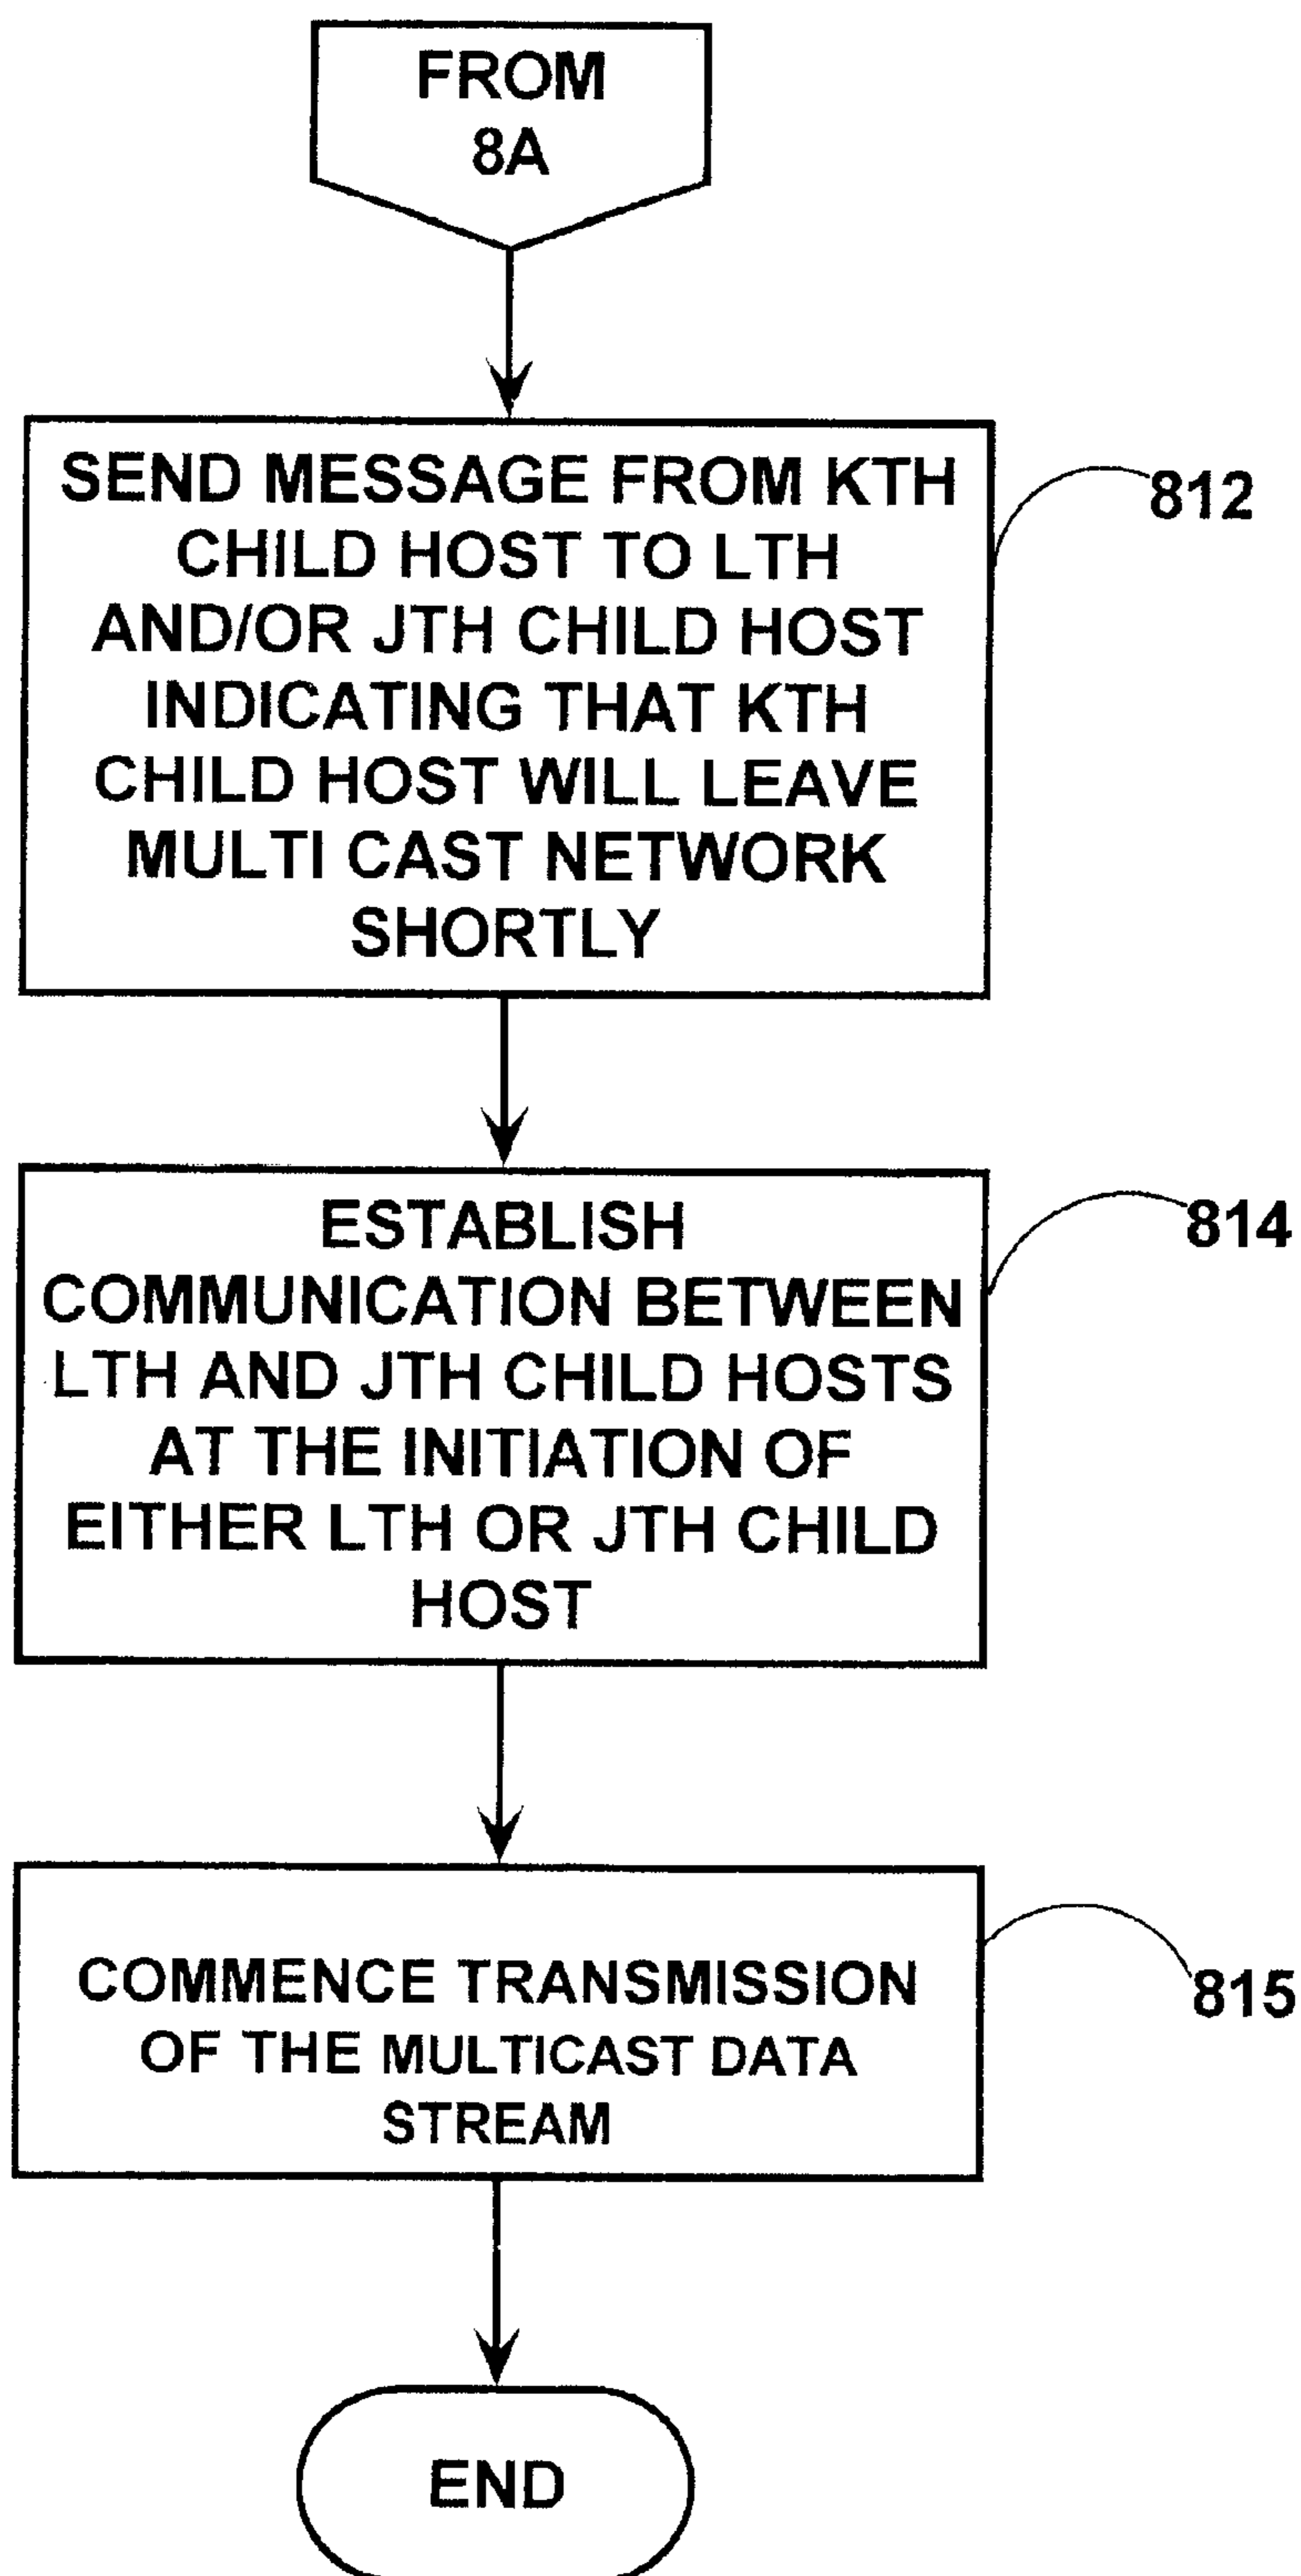 FROM
8A
SEND MESSAGE FROM KTH
CHILD HOST TO LTH
AND/OR JTH CHILD HOST
INDICATING THAT KTH
CHILD HOST WILL LEAVE
MULTI CAST NETWORK
SHORTLY
812
ESTABLISH
COMMUNICATION BETWEEN
LTH AND JTH CHILD HOSTS
AT THE INITIATION OF
EITHER LTH OR JTH CHILD
HOST
814
COMMENCE TRANSMISSION
OF THE MULTICAST DATA
STREAM
815
END